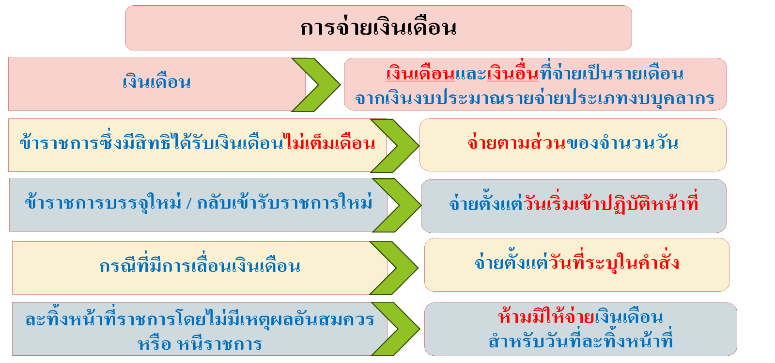 การจ่ายเงินเดือน
เงินเดือน
เงินเดือนและเงินอื่นที่จ่ายเป็นรายเดือน
จากเงินงบประมาณรายจ่ายประเภทงบบุคลากร
ข้าราชการซึ่งมีสิทธิได้รับเงินเดือนไม่เต็มเดือน
จ่ายตามส่วนของจำนวนวัน
ข้าราชการบรรจุใหม่ / กลับเข้ารับราชการใหม่
จ่ายตั้งแต่วันเริ่มเข้าปฏิบัติหน้าที่
กรณีที่มีการเลื่อนเงินเดือน
จ่ายตั้งแต่วันที่ระบุในคำสั่ง
ละทิ้งหน้าที่ราชการโดยไม่มีเหตุผลอันสมควร
หรือ หนีราชการ
ห้ามมิให้จ่ายเงินเดือน
สำหรับวันที่ละทิ้งหน้าที่